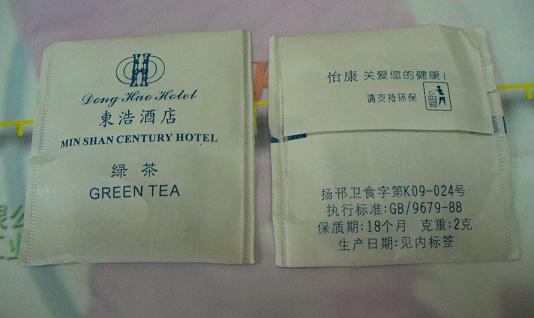 Dong Hao Hotel
東浩酒店
MIN SHAN CENTURY HOTEL
绿茶
GREEN TEA
怡康 关爱您的健康!
请支持环保
扬邗卫食字第K09-024号
执行标准:GB/9679-88
保质期:18个月 克重:2克
生产日期:见内标签